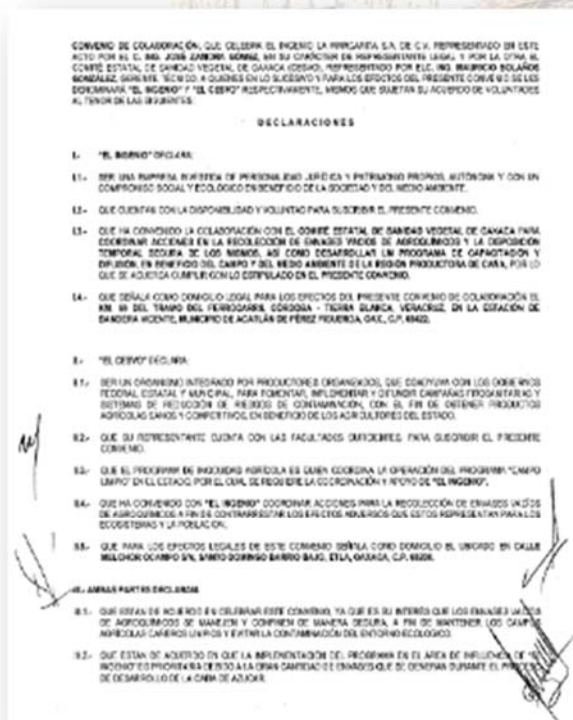 CONVENIO DE COLABORACIÓN, QUE CELEBRA EL INGENIO LA MARGARITA S.A. DE C.V. REPRESENTADO EN ESTE
ACTO POR EL C. ING. JOSÉ ZAMORA GÓMEZ, EN SU CARÁCTER DE REPRESENTANTE LEGAL Y POR LA OTRA EL
COMITÉ ESTATAL DE SANIDAD VEGETAL DE OAXACA (CESVO), REPRESENTADO POR EL C. ING. MAURICIO BOLAÑOS
GONZÁLEZ, GERENTE TÉCNICO, A QUIENES EN LO SUCESIVO Y PARA LOS EFECTOS DEL PRESENTE CONVENIO SE LES
DENOMINARÁ "EL INGENIO" Y "EL CESVO" RESPECTIVAMENTE, MISMOS QUE SUJETAN SU ACUERDO DE VOLUNTADES
AL TENOR DE LAS SIGUIENTES:
DECLARACIONES
I.- "EL INGENIO" DECLARA:
I.1.- SER UNA EMPRESA INVESTIDA DE PERSONALIDAD JURÍDICA Y PATRIMONIO PROPIOS, AUTÓNOMA Y CON UN
COMPROMISO SOCIAL Y ECOLÓGICO EN BENEFICIO DE LA SOCIEDAD Y DEL MEDIO AMBIENTE.
I.2- QUE CUENTAN CON LA DISPONIBILIDAD Y VOLUNTAD PARA SUSCRIBIR EL PRESENTE CONVENIO.
I.3- QUE HA CONVENIDO LA COLABORACIÓN CON EL COMITÉ ESTATAL DE SANIDAD VEGETAL DE OAXACA PARA
COORDINAR ACCIONES EN LA RECOLECCIÓN DE ENVASES VACÍOS DE AGROQUÍMICOS Y LA DISPOSICIÓN
TEMPORAL SEGURA DE LOS MISMOS, ASÍ COMO DESARROLLAR UN PROGRAMA DE CAPACITACIÓN Y
DIFUSIÓN, EN BENEFICIO DEL CAMPO Y DEL MEDIO AMBIENTE DE LA REGIÓN PRODUCTORA DE CAÑA, POR LO
QUE SE ACUERDA CUMPLIR CON LO ESTIPULADO EN EL PRESENTE CONVENIO.
I.4.- QUE SEÑALA COMO DOMICILIO LEGAL PARA LOS EFECTOS DEL PRESENTE CONVENIO DE COLABORACIÓN EL
KM. DEL TRAMO DEL FERROCARRIL CÓRDOBA - TIERRA BLANCA, VERACRUZ, EN LA ESTACIÓN DE
BANDERA VICENTE, MUNICIPIO DE ACATLÁN DE PÉREZ FIGUEROA, OAX., C.P. 68422.
II.- "EL CESVO" DECLARA:
II.1.- SER UN ORGANISMO INTEGRADO POR PRODUCTORES ORGANIZADOS, QUE COADYUVA CON LOS GOBIERNOS
FEDERAL ESTATAL Y MUNICIPAL, PARA FOMENTAR, IMPLEMENTAR Y DIFUNDIR CAMPAÑAS FITOSANITARIAS Y
SISTEMAS DE REDUCCIÓN DE RIESGOS DE CONTAMINACIÓN, CON EL FIN DE OBTENER PRODUCTOS
AGRÍCOLAS SANOS Y COMPETITIVOS, EN BENEFICIO DE LOS AGRICULTORES DEL ESTADO.
II.2.- QUE SU REPRESENTANTE CUENTA CON LAS FACULTADES SUFICIENTES, PARA SUSCRIBIR EL PRESENTE
CONVENIO.
II.3.- QUE EL PROGRAMA DE INOCUIDAD AGRÍCOLA ES QUIEN COORDINA LA OPERACIÓN DEL PROGRAMA "CAMPO
LIMPIO" EN EL ESTADO, POR EL CUAL SE REQUIERE LA COORDINACIÓN Y APOYO DE "EL INGENIO".
II.4.- QUE HA CONVENIDO CON "EL INGENIO" COORDINAR ACCIONES PARA LA RECOLECCIÓN DE ENVASES VACÍOS
DE AGROQUÍMICOS A FIN DE CONTRARRESTAR LOS EFECTOS ADVERSOS QUE ESTOS REPRESENTAN PARA LOS
ECOSISTEMAS Y LA POBLACIÓN.
II.5.- QUE PARA LOS EFECTOS LEGALES DE ESTE CONVENIO SEÑALA COMO DOMICILIO EL UBICADO EN CALLE
MELCHOR OCAMPO S/N, SANTO DOMINGO BARRIO BAJO, ETLA, OAXACA, C.P.
III.- AMBAS PARTES DECLARAN:
III.1.- QUE ESTÁN DE ACUERDO EN CELEBRAR ESTE CONVENIO, YA QUE ES SU INTERÉS QUE LOS ENVASES VACÍOS
DE AGROQUÍMICOS SE MANEJEN Y CONFINEN DE MANERA SEGURA, A FIN DE MANTENER LOS CAMPOS
AGRÍCOLAS CAÑEROS LIMPIOS Y EVITAR LA CONTAMINACIÓN DEL ENTORNO ECOLÓGICO.
III.2.- QUE ESTÁN DE ACUERDO EN QUE LA IMPLEMENTACIÓN DEL PROGRAMA EN EL ÁREA DE INFLUENCIA DE "EL
INGENIO" ES PRIORITARIA DEBIDO A LA GRAN CANTIDAD DE ENVASES QUE SE GENERAN DURANTE EL PROCESO
DE DESARROLLO DE LA CAÑA DE AZÚCAR.